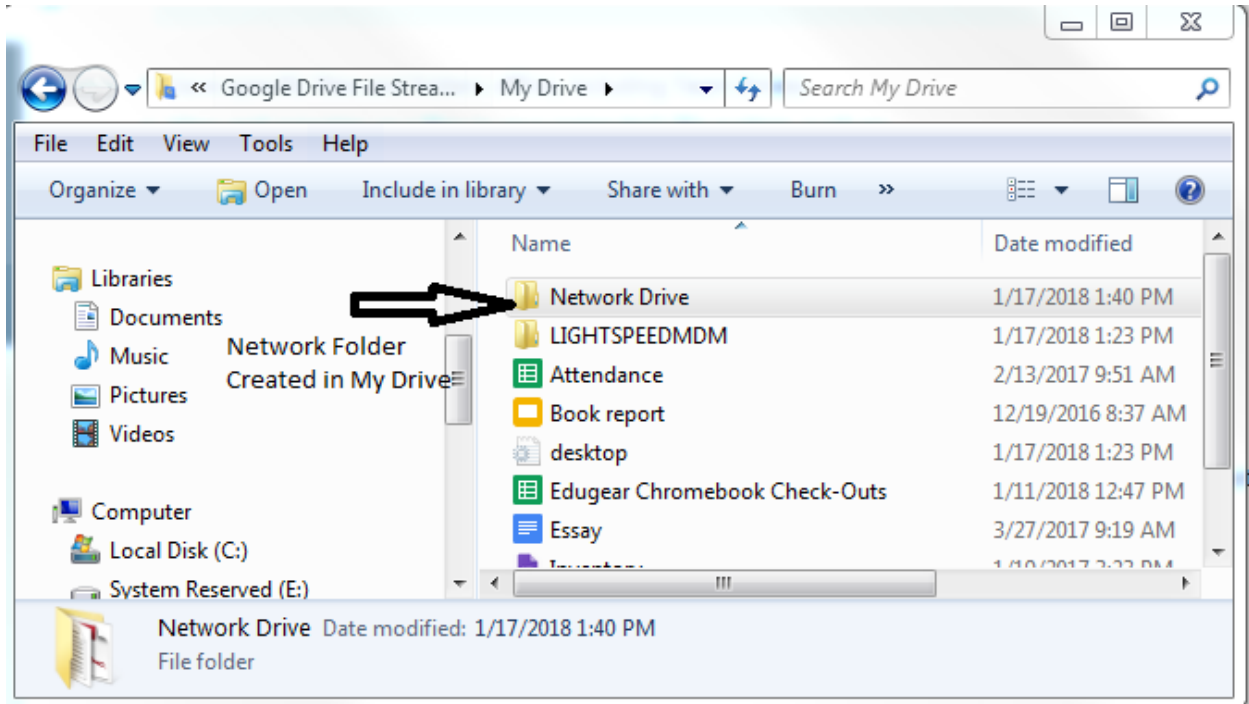 « Google Drive File Strea... ▸ My Drive ▸ Search My Drive
File Edit View Tools Help
Organize Open Include in library Share with Burn »
Name Date modified
Libraries
Documents
Music
Pictures
Videos
Computer
Local Disk (C:)
System Reserved (E:)
Network Folder
Created in My Drive
Network Drive 1/17/2018 1:40 PM
LIGHTSPEEDMDM 1/17/2018 1:23 PM
Attendance 2/13/2017 9:51 AM
Book report 12/19/2016 8:37 AM
desktop 1/17/2018 1:23 PM
Edugear Chromebook Check-Outs 1/11/2018 12:47 PM
Essay 3/27/2017 9:19 AM
Network Drive Date modified: 1/17/2018 1:40 PM
File folder